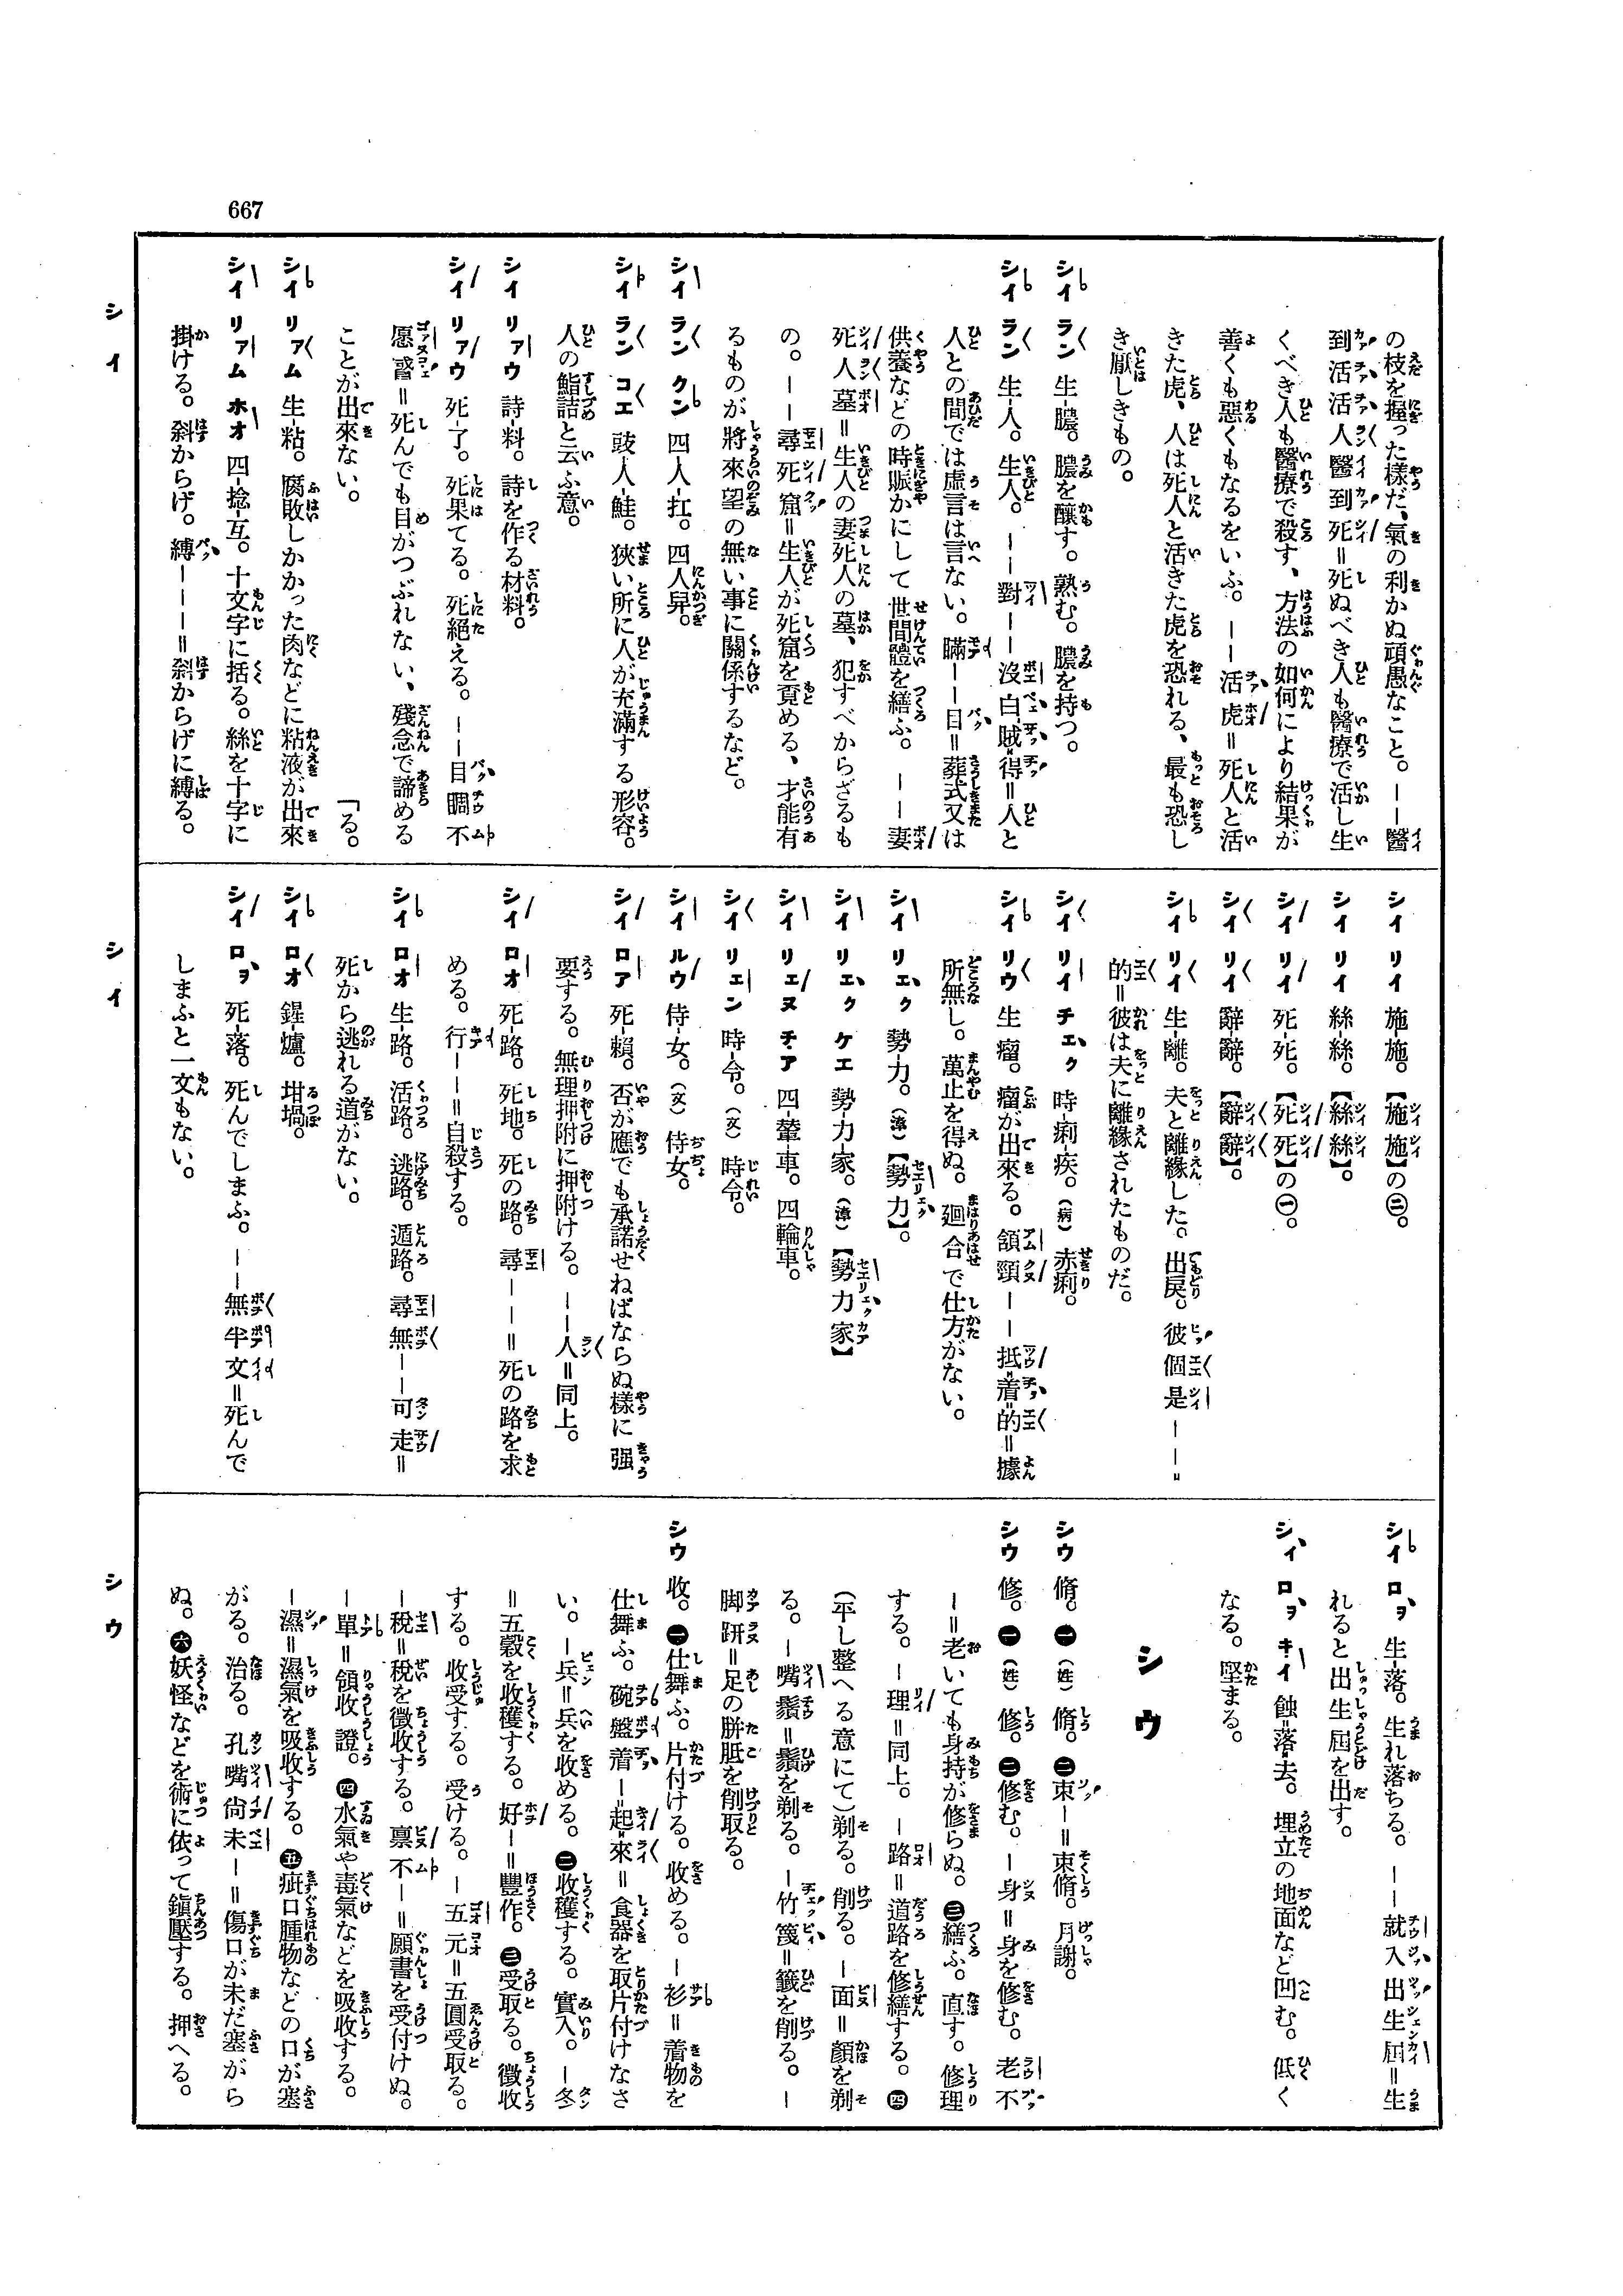 667
シイ
の枝を握った樣だ、氣の利かぬ頑愚なこと。――醫
到活活人醫到死＝死ぬべき人も醫療で活し生
くべき人も醫療で殺す、方法の如何により結果が
善くも惡くもなるをいふ。――活虎＝死人と活
きた虎、人は死人と活きた虎を恐れる、最も恐し
き厭しきもの。
シイ ラン 生-膿。膿を釀す。熟む。膿を持つ。
シイ ラン 生-人。生人。――對――沒白-賊-得＝人と
人との間では虛言は言ない。瞞――目＝葬式又は
供養などの時賑かにして世間體を繕ふ。――妻
死人墓＝生人の妻死人の墓、犯すべからざるも
の。――尋死窟＝生人が死窟を覔める、才能有
るものが將來望の無い事に關係するなど。
シイ ラン クン 四-人-扛。四人舁。
シイ ラン コエ 豉-人-鮭。狹い所に人が充滿する形容。
人の鮨詰と云ふ意。
シイ リァウ 詩-料。詩を作る材料。
シイ リァウ 死-了。死果てる。死絕える。――目睭不
愿瞀＝死んでも目がつぶれない、殘念で諦める
ことが出來ない。 「る。
シイ リァム 生-粘。腐敗しかかった肉などに粘液が出來
シイ リァム ホオ 四-捻-互。十文字に括る。絲を十字に
掛ける。斜からげ。縛―――＝斜からげに縛る。
シイ
シイ リイ 施施。【施施】の㊁。
シイ リイ 絲-絲。【絲絲】。
シイ リイ 死-死。【死死】の㊀。
シイ リイ 辭辭。【辭辭】。
シイ リイ 生-離。夫と離緣した。出戾。彼個是――＝
的＝彼は夫に離緣されたものだ。
シイ リイ チェク 時-痢-疾。（病）赤痢。
シイ リウ 生-瘤。瘤が出來る。頷頸――抵-着-的＝據
所無し。萬止を得ぬ。廻合で仕方がない。
シイ リェク 勢力。（漳）【勢力】。
シイ リェク ケエ 勢-力-家。（漳）【勢力家】
シイ リェヌ チァ 四-輦-車。四輪車。
シイ リェン 時-令。（文）時令。
シイ ルウ 侍-女。（文）侍女。
シイ ロア 死-賴。否が應でも承諾せねばならぬ樣に强
要する。無理押附に押附ける。――人＝同上。
シイ ロオ 死-路。死地。死の路。尋――＝死の路を求
める。行――＝自殺する。
シイ ロオ 生-路。活路。逃路。遁路。尋無――可走＝
死から逃れる道がない。
シイ ロオ 鍟-爐。坩堝。
シイ ロヲ 死-落。死んでしまふ。――無半文＝死んで
しまふと一文もない。
シウ
シイ ロヲ 生-落。生れ落ちる。――就入出生屆＝生
れると出生屆を出す。
シィ ロヲ キイ 蝕-落-去。埋立の地面など凹む。低く
なる。堅まる。
シウ
シウ 脩。㊀（姓）脩。㊁束―＝束脩。月謝。
シウ 修。㊀（姓）修。㊁修む。―身＝身を修む。老不
―＝老いても身持が修らぬ。㊂繕ふ。直す。修理
する。―理＝同上。―路＝道路を修繕する。㊃
（平し整へる意にて）剃る。削る。―面＝顏を剃
る。―嘴鬚＝鬚を剃る。―竹篾＝籤を削る。―
脚趼＝足の胼胝を削取る。
シウ 收。㊀仕舞ふ。片付ける。收める。―衫＝着物を
仕舞ふ。碗盤着―-起-來＝食器を取片付けなさ
い。―兵＝兵を收める。㊁收穫する。實入。―冬
＝五穀を收穫する。好―＝豐作。㊂受取る。徵收
する。收受する。受ける。―五元＝五圓受取る。
―稅＝稅を徵收する。禀不―＝願書を受付けぬ。
―單＝領收證。㊃水氣や毒氣などを吸收する。
―濕＝濕氣を吸收する。㊄疵口腫物などの口が塞
がる。治る。孔嘴尙未―＝傷口が未だ塞がら
ぬ。㊅妖怪などを術に依って鎭壓する。押へる。